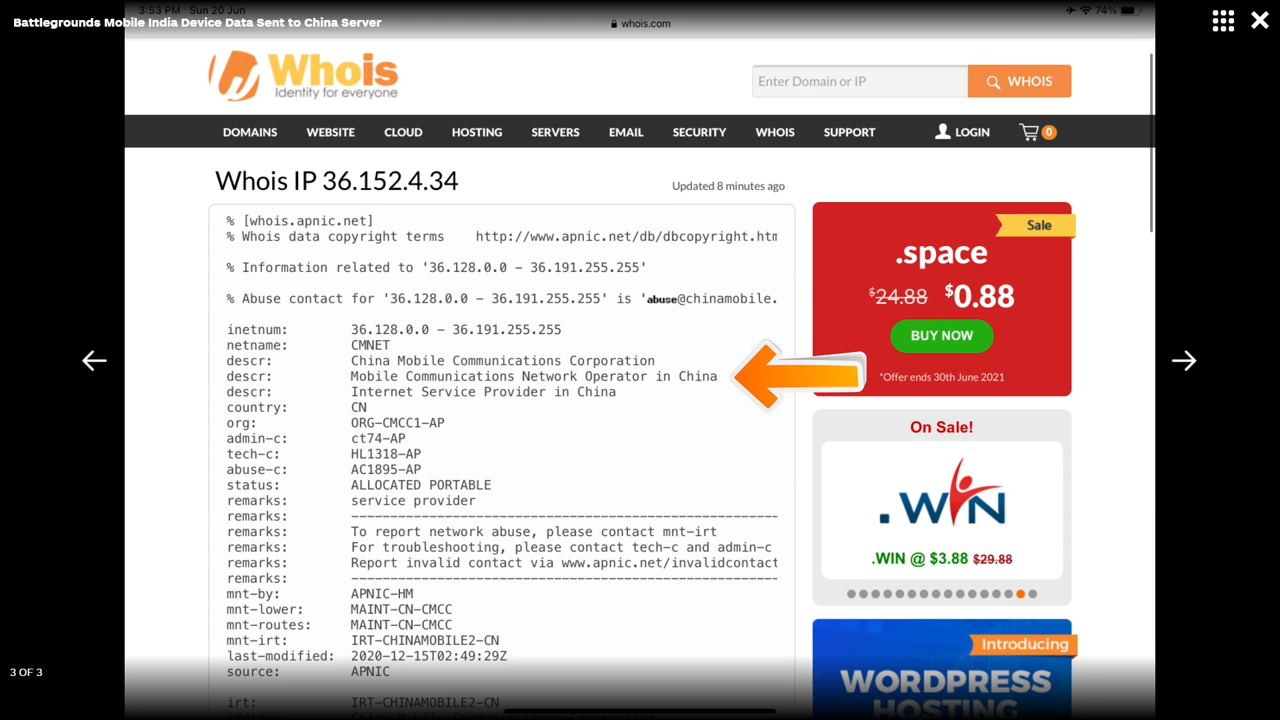 3:53 PM Sun 20 Jun
74%
Battlegrounds Mobile India Device Data Sent to China Server
whois.com
Whois
Identity for everyone
Enter Domain or IP
WHOIS
DOMAINS WEBSITE CLOUD HOSTING SERVERS EMAIL SECURITY WHOIS SUPPORT LOGIN 0
Whois IP 36.152.4.34
Updated 8 minutes ago
% [whois.apnic.net]
% Whois data copyright terms http://www.apnic.net/db/dbcopyright.htm
% Information related to '36.128.0.0 - 36.191.255.255'
% Abuse contact for '36.128.0.0 - 36.191.255.255' is 'abuse@chinamobile.
inetnum: 36.128.0.0 - 36.191.255.255
netname: CMNET
descr: China Mobile Communications Corporation
descr: Mobile Communications Network Operator in China
descr: Internet Service Provider in China
country: CN
org: ORG-CMCC1-AP
admin-c: ct74-AP
tech-c: HL1318-AP
abuse-c: AC1895-AP
status: ALLOCATED PORTABLE
remarks: service provider
remarks: --------------------------------------------------------
remarks: To report network abuse, please contact mnt-irt
remarks: For troubleshooting, please contact tech-c and admin-c
remarks: Report invalid contact via www.apnic.net/invalidcontact
remarks: --------------------------------------------------------
mnt-by: APNIC-HM
mnt-lower: MAINT-CN-CMCC
mnt-routes: MAINT-CN-CMCC
mnt-irt: IRT-CHINAMOBILE2-CN
last-modified: 2020-12-15T02:49:29Z
source: APNIC
irt: IRT-CHINAMOBILE2-CN
Sale
.space
$24.88 $0.88
BUY NOW
*Offer ends 30th June 2021
On Sale!
.WIN
.WIN @ $3.88 $29.88
Introducing
WORDPRESS
HOSTING
3 OF 3